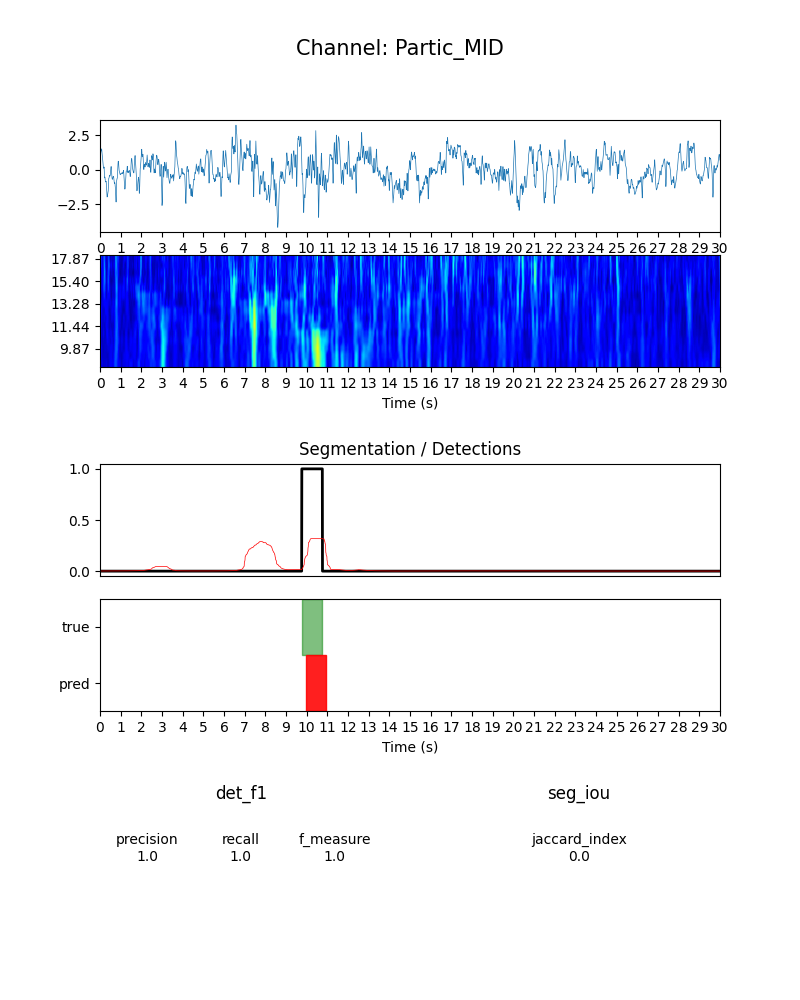 Channel: Partic_MID
2.5
0.0
−2.5
0 1 2 3 4 5 6 7 8 9 10 11 12 13 14 15 16 17 18 19 20 21 22 23 24 25 26 27 28 29 30
17.87
15.40
13.28
11.44
9.87
0 1 2 3 4 5 6 7 8 9 10 11 12 13 14 15 16 17 18 19 20 21 22 23 24 25 26 27 28 29 30
Time (s)
Segmentation / Detections
1.0
0.5
0.0
true
pred
0 1 2 3 4 5 6 7 8 9 10 11 12 13 14 15 16 17 18 19 20 21 22 23 24 25 26 27 28 29 30
Time (s)
det_f1 seg_iou
precision recall f_measure jaccard_index
1.0 1.0 1.0 0.0